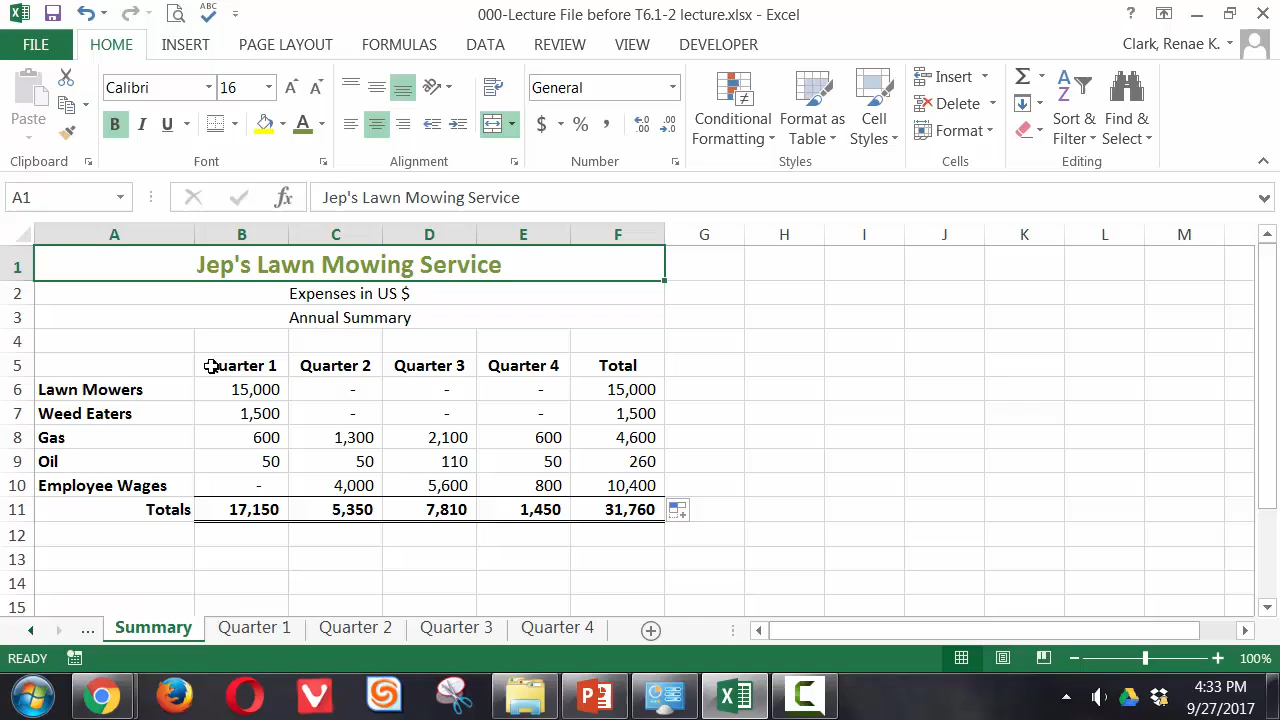 000-Lecture File before T6.1-2 lecture.xlsx - Excel
FILE HOME INSERT PAGE LAYOUT FORMULAS DATA REVIEW VIEW DEVELOPER Clark, Renae K.
Paste
Calibri 16
B I U A
General
$ % ,
Conditional Formatting
Format as Table
Cell Styles
Insert
Delete
Format
Sort & Filter
Find & Select
Clipboard Font Alignment Number Styles Cells Editing
A1 fx Jep's Lawn Mowing Service
A B C D E F G H I J K L M
1 Jep's Lawn Mowing Service
2 Expenses in US $
3 Annual Summary
4
5 Quarter 1 Quarter 2 Quarter 3 Quarter 4 Total
6 Lawn Mowers 15,000 - - - 15,000
7 Weed Eaters 1,500 - - - 1,500
8 Gas 600 1,300 2,100 600 4,600
9 Oil 50 50 110 50 260
10 Employee Wages - 4,000 5,600 800 10,400
11 Totals 17,150 5,350 7,810 1,450 31,760
12
13
14
15
... Summary Quarter 1 Quarter 2 Quarter 3 Quarter 4
READY 100%
4:33 PM
9/27/2017